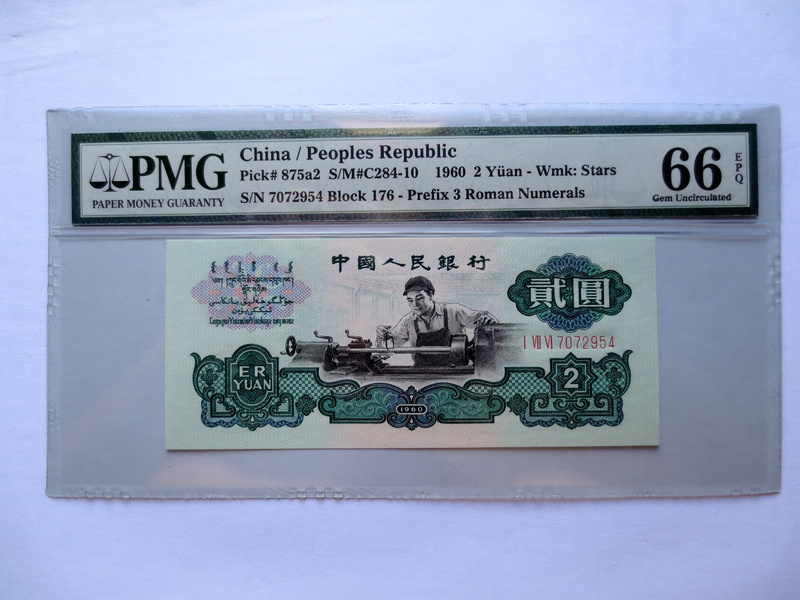 PMG
PAPER MONEY GUARANTY
China / Peoples Republic
Pick# 875a2 S/M#C284-10 1960 2 Yüan - Wmk: Stars
S/N 7072954 Block 176 - Prefix 3 Roman Numerals
66
EPQ
Gem Uncirculated
中國人民銀行
貳圓
I VII VI 7072954
ER
YUAN
2
1960